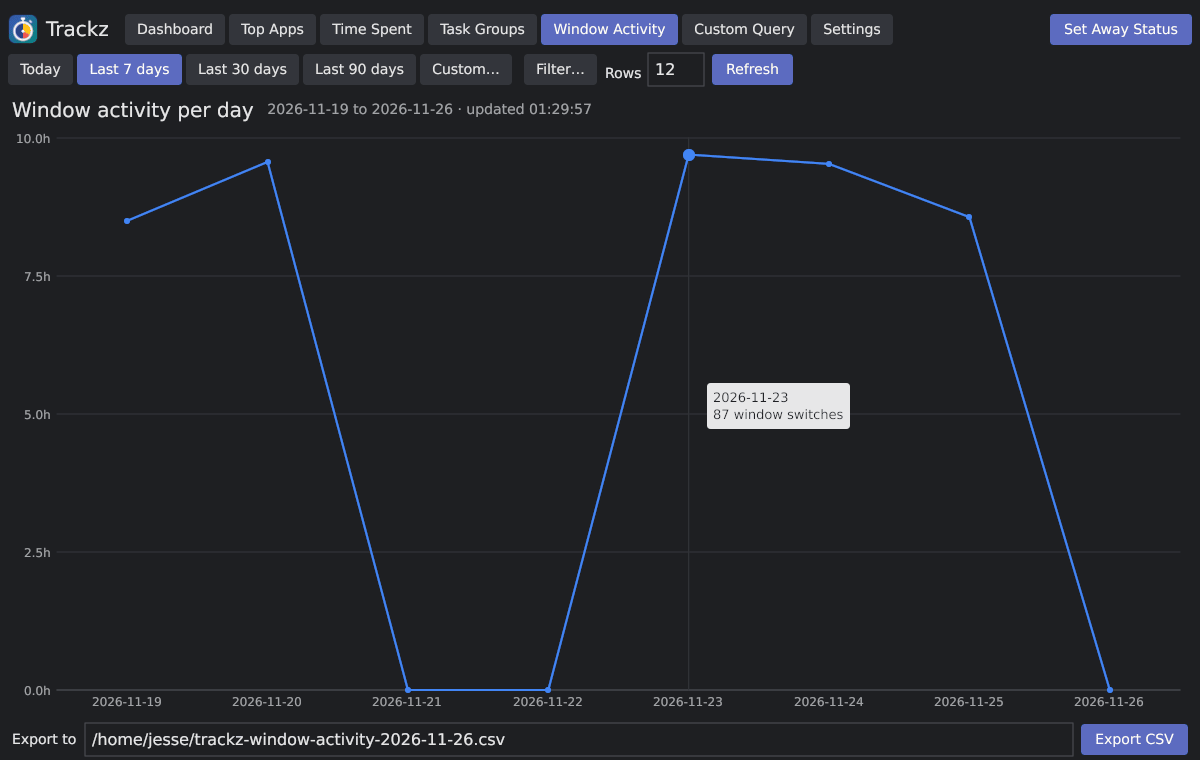 Trackz Dashboard Top Apps Time Spent Task Groups Window Activity Custom Query Settings Set Away Status
Today Last 7 days Last 30 days Last 90 days Custom... Filter... Rows 12 Refresh
Window activity per day 2026-11-19 to 2026-11-26 · updated 01:29:57
10.0h
7.5h
2026-11-23
87 window switches
5.0h
2.5h
0.0h
2026-11-19 2026-11-20 2026-11-21 2026-11-22 2026-11-23 2026-11-24 2026-11-25 2026-11-26
Export to /home/jesse/trackz-window-activity-2026-11-26.csv Export CSV